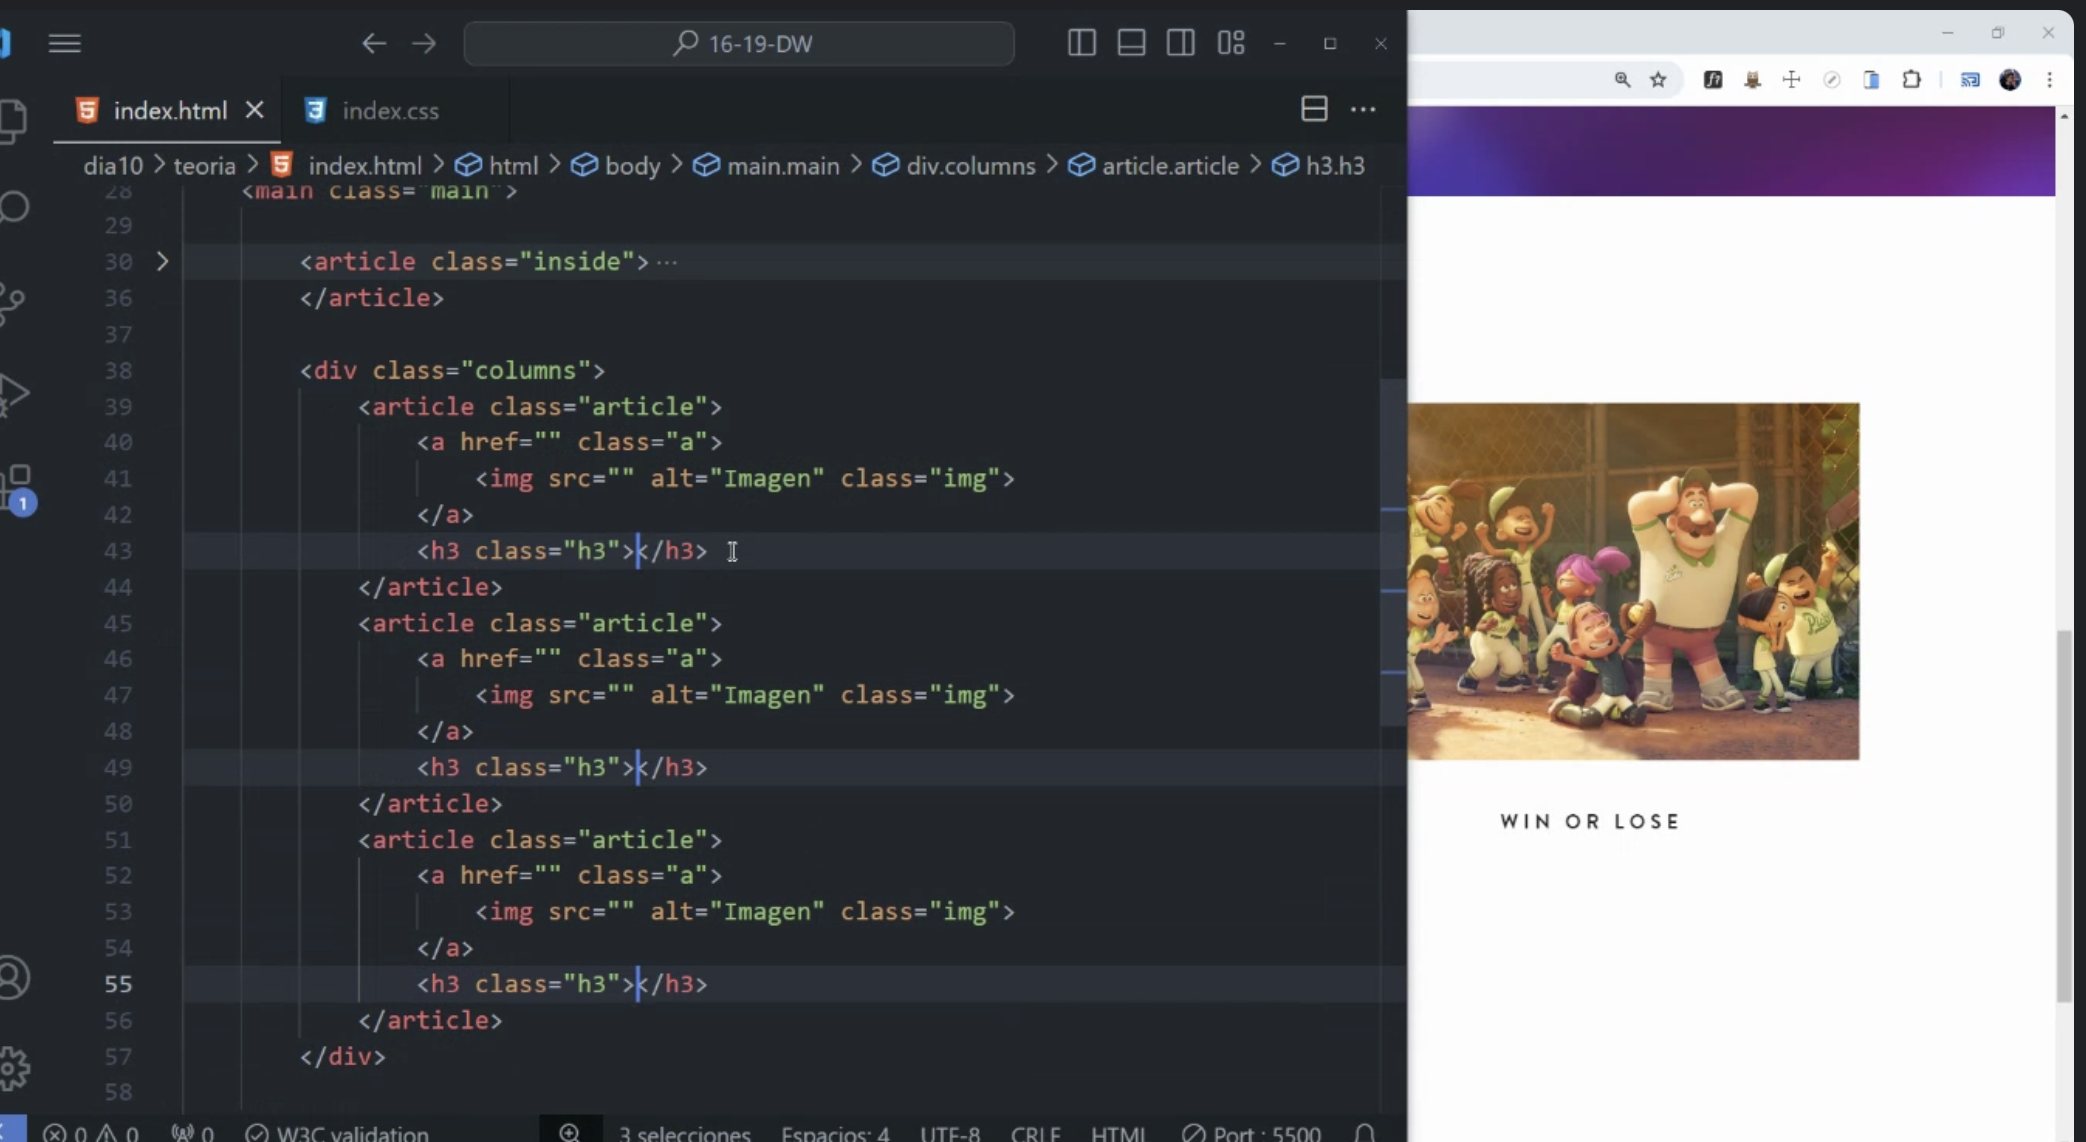 16-19-DW
index.html
index.css
dia10 > teoria > index.html > html > body > main.main > div.columns > article.article > h3.h3
28 <main class="main">
29
30 <article class="inside"> ···
36 </article>
37
38 <div class="columns">
39 <article class="article">
40 <a href="" class="a">
41 <img src="" alt="Imagen" class="img">
42 </a>
43 <h3 class="h3"></h3>
44 </article>
45 <article class="article">
46 <a href="" class="a">
47 <img src="" alt="Imagen" class="img">
48 </a>
49 <h3 class="h3"></h3>
50 </article>
51 <article class="article">
52 <a href="" class="a">
53 <img src="" alt="Imagen" class="img">
54 </a>
55 <h3 class="h3"></h3>
56 </article>
57 </div>
58
1
WIN OR LOSE
0 0 0 W3C validation 3 selecciones Espacios: 4 UTF-8 CRLF HTML Port : 5500